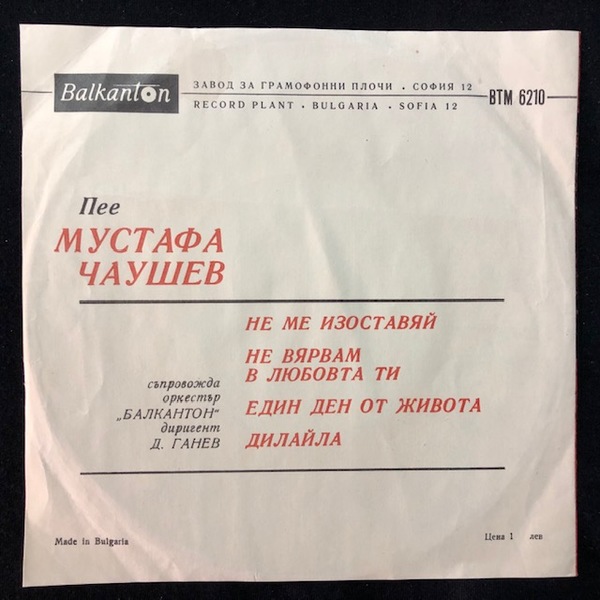 Balkanton
ЗАВОД ЗА ГРАМОФОННИ ПЛОЧИ • СОФИЯ 12
RECORD PLANT • BULGARIA • SOFIA 12
ВТМ 6210
Пее
МУСТАФА
ЧАУШЕВ
НЕ МЕ ИЗОСТАВЯЙ
НЕ ВЯРВАМ
В ЛЮБОВТА ТИ
ЕДИН ДЕН ОТ ЖИВОТА
ДИЛАЙЛА
съпровожда
оркестър
„БАЛКАНТОН“
диригент
Д. ГАНЕВ
Made in Bulgaria
Цена 1 лев